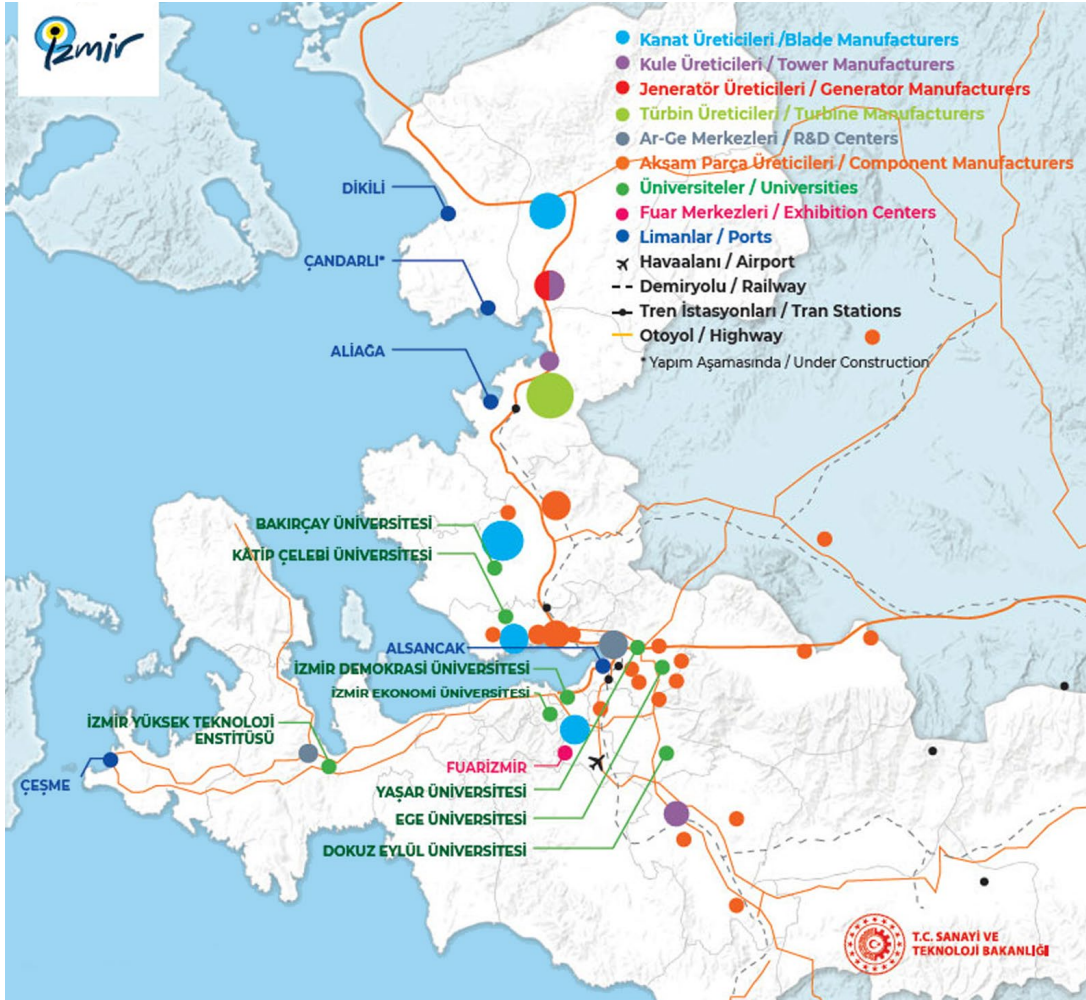 izmir
Kanat Üreticileri /Blade Manufacturers
Kule Üreticileri / Tower Manufacturers
Jeneratör Üreticileri / Generator Manufacturers
Türbin Üreticileri / Turbine Manufacturers
Ar-Ge Merkezleri / R&D Centers
Aksam Parça Üreticileri / Component Manufacturers
Üniversiteler / Universities
Fuar Merkezleri / Exhibition Centers
Limanlar / Ports
Havaalanı / Airport
Demiryolu / Railway
Tren İstasyonları / Tran Stations
Otoyol / Highway
* Yapım Aşamasında / Under Construction
DİKİLİ
ÇANDARLI*
ALİAĞA
BAKIRÇAY ÜNİVERSİTESİ
KATİP ÇELEBİ ÜNİVERSİTESİ
ALSANCAK
İZMİR DEMOKRASİ ÜNİVERSİTESİ
İZMİR EKONOMİ ÜNİVERSİTESİ
İZMİR YÜKSEK TEKNOLOJİ
ENSTİTÜSÜ
ÇEŞME
FUARİZMİR
YAŞAR ÜNİVERSİTESİ
EGE ÜNİVERSİTESİ
DOKUZ EYLÜL ÜNİVERSİTESİ
T.C. SANAYİ VE
TEKNOLOJİ BAKANLIĞI